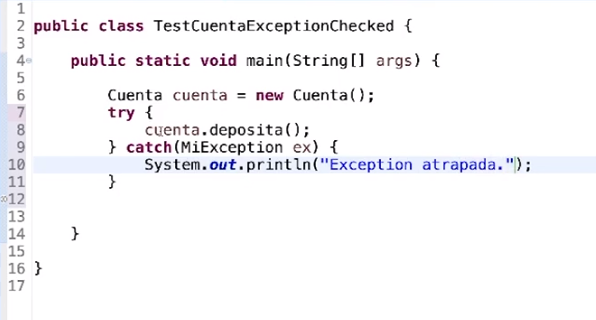 1
2 public class TestCuentaExceptionChecked {
3
4 public static void main(String[] args) {
5
6 Cuenta cuenta = new Cuenta();
7 try {
8 cuenta.deposita();
9 } catch(MiException ex) {
10 System.out.println("Exception atrapada.");
11 }
12
13
14 }
15
16 }
17